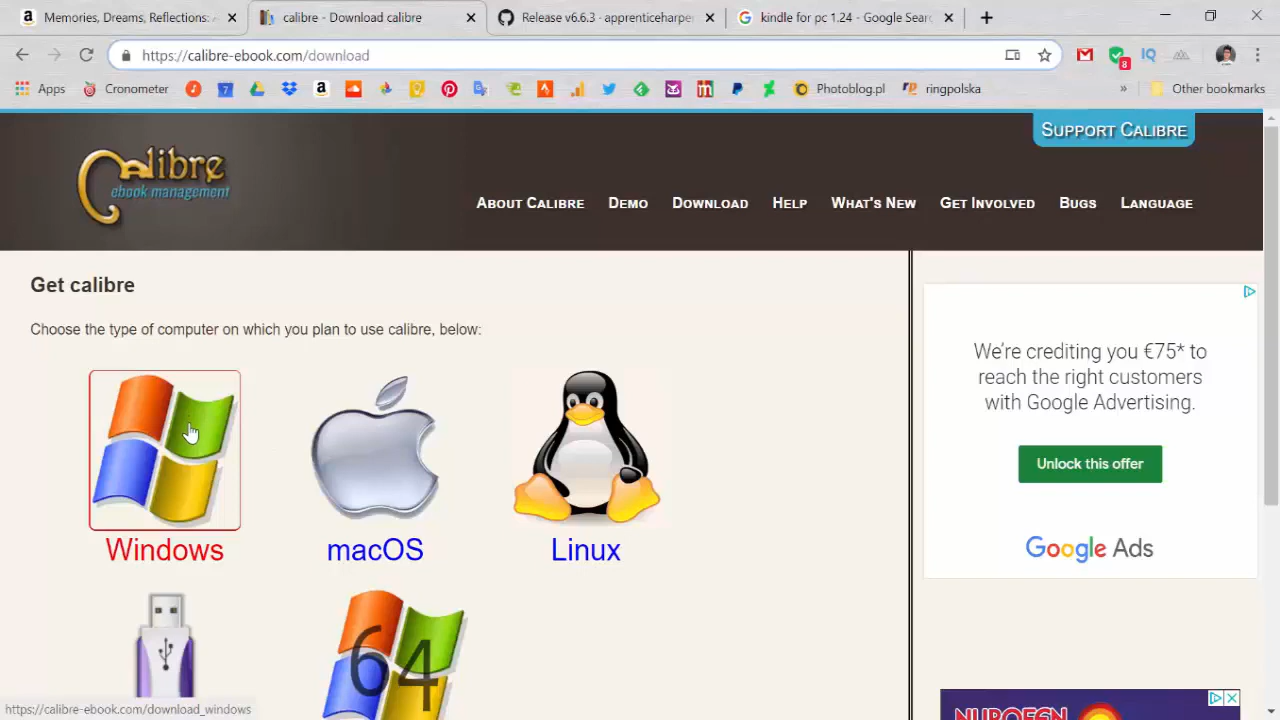 Memories, Dreams, Reflections:
calibre - Download calibre
Release v6.6.3 - apprenticeharper
kindle for pc 1.24 - Google Sear
https://calibre-ebook.com/download
8
Apps
Cronometer
7
Photoblog.pl
ringpolska
»
Other bookmarks
SUPPORT CALIBRE
Calibre
ebook management
ABOUT CALIBRE
DEMO
DOWNLOAD
HELP
WHAT'S NEW
GET INVOLVED
BUGS
LANGUAGE
Get calibre
Choose the type of computer on which you plan to use calibre, below:
Windows
macOS
Linux
64
We're crediting you €75* to
reach the right customers
with Google Advertising.
Unlock this offer
Google Ads
NUROFEN
https://calibre-ebook.com/download_windows